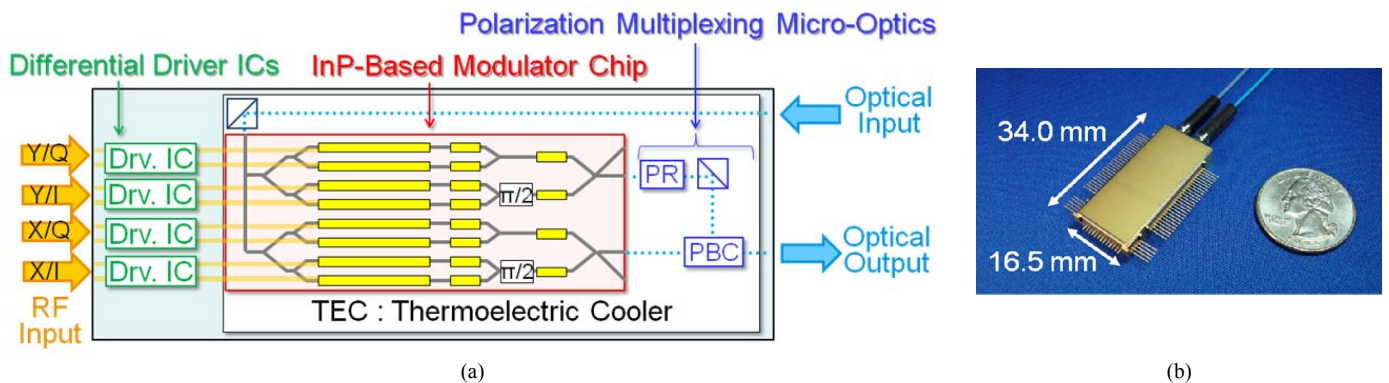 Polarization Multiplexing Micro-Optics
Differential Driver ICs
InP-Based Modulator Chip
Optical
Input
Y/Q
Drv. IC
Y/I
Drv. IC
π/2
PR
X/Q
Drv. IC
X/I
Drv. IC
π/2
PBC
Optical
Output
RF
Input
TEC : Thermoelectric Cooler
(a)
34.0 mm
16.5 mm
(b)